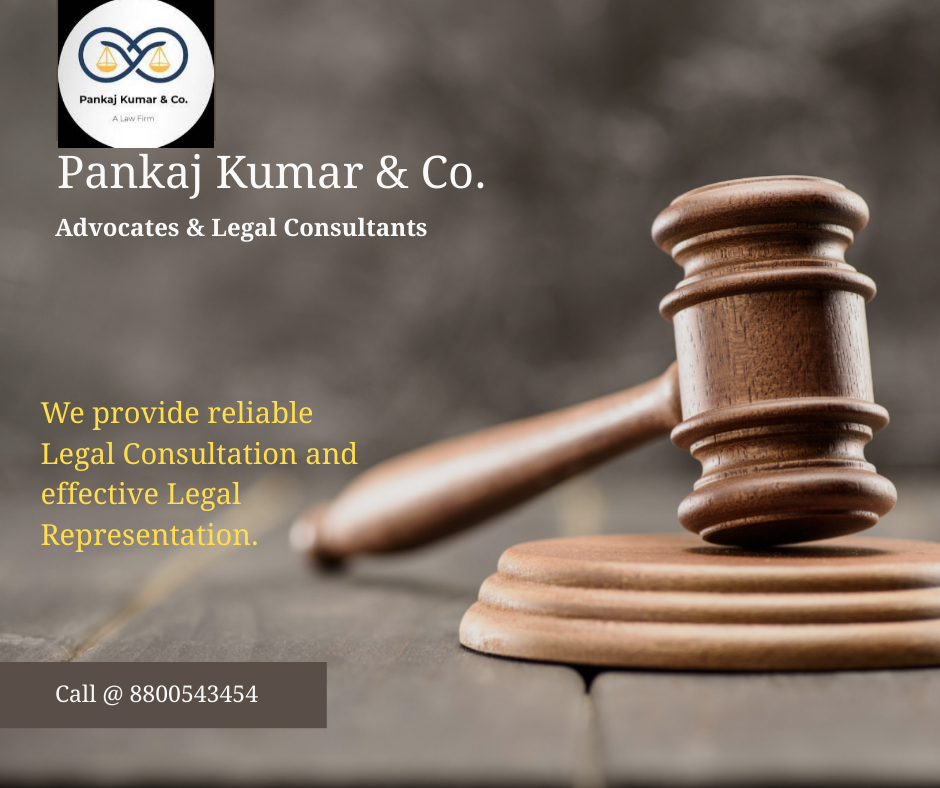 Pankaj Kumar & Co.
A Law Firm
Pankaj Kumar & Co.
Advocates & Legal Consultants
We provide reliable
Legal Consultation and
effective Legal
Representation.
Call @ 8800543454